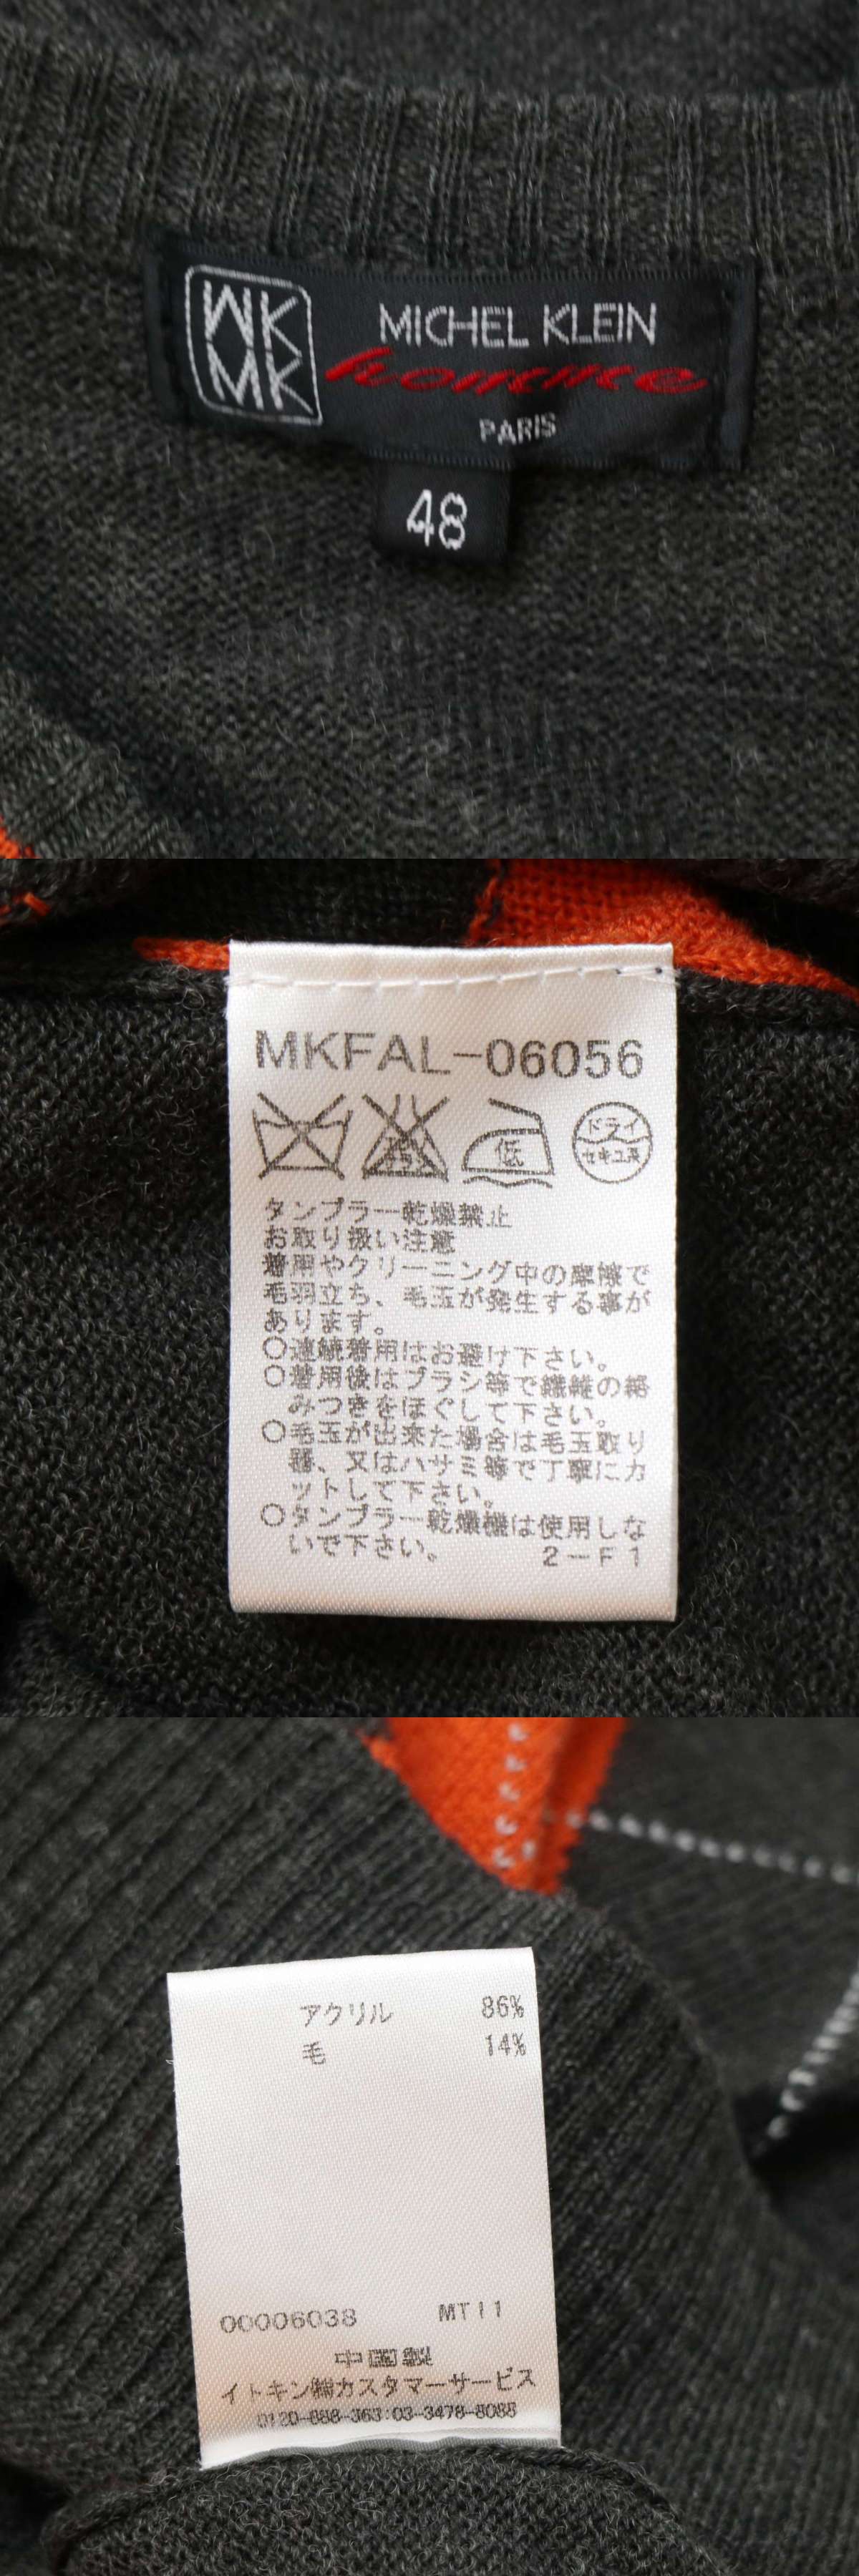 MK
MK
MICHEL KLEIN
homme
PARIS
48
MKFAL-06056
低
ドライ
セキユ系
タンブラー乾燥禁止
お取り扱い注意
着用やクリーニング中の摩擦で
毛羽立ち、毛玉が発生する事が
あります。
○連続着用はお避け下さい。
○着用後はブラシ等で繊維の絡
みつきをほぐして下さい。
○毛玉が出来た場合は毛玉取り
器、又はハサミ等で丁寧にカ
ットして下さい。
○タンブラー乾燥機は使用しな
いで下さい。 2-F1
アクリル 86%
毛 14%
00006038 MT11
中国製
イトキン㈱カスタマーサービス
0120-888-363:03-3478-8088